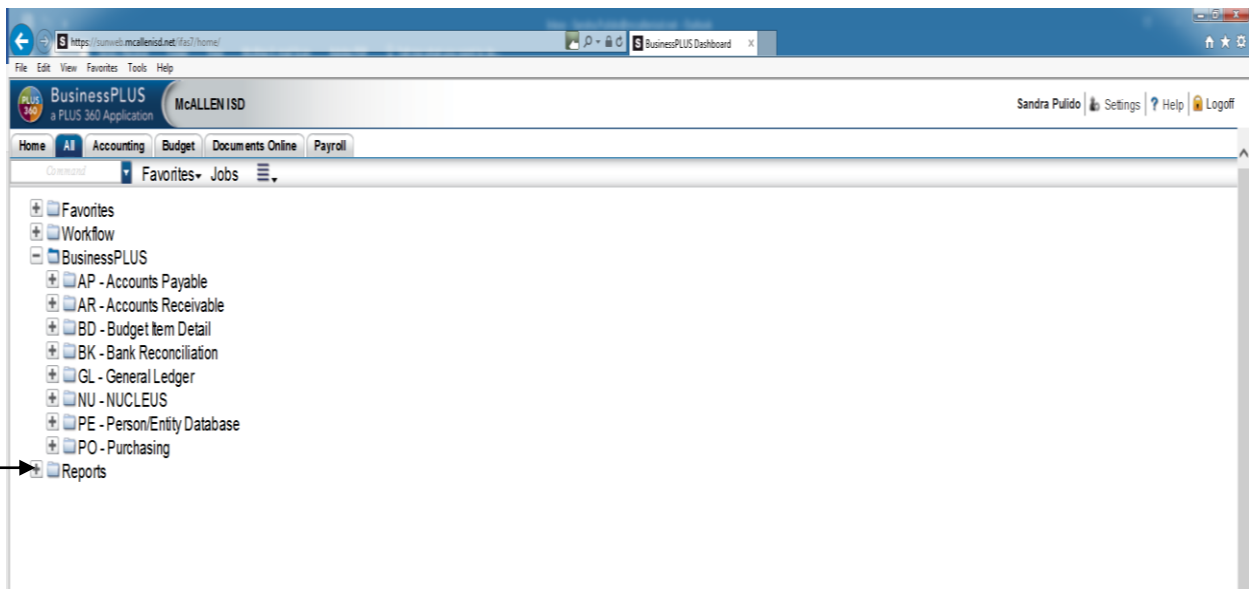 https://sunweb.mcallenisd.net/ifas7/home/
S BusinessPLUS Dashboard x
File Edit View Favorites Tools Help
PLUS 360 BusinessPLUS
a PLUS 360 Application
McALLEN ISD
Sandra Pulido Settings ? Help Logoff
Home All Accounting Budget Documents Online Payroll
Command Favorites Jobs
Favorites
Workflow
BusinessPLUS
AP - Accounts Payable
AR - Accounts Receivable
BD - Budget Item Detail
BK - Bank Reconciliation
GL - General Ledger
NU - NUCLEUS
PE - Person/Entity Database
PO - Purchasing
Reports